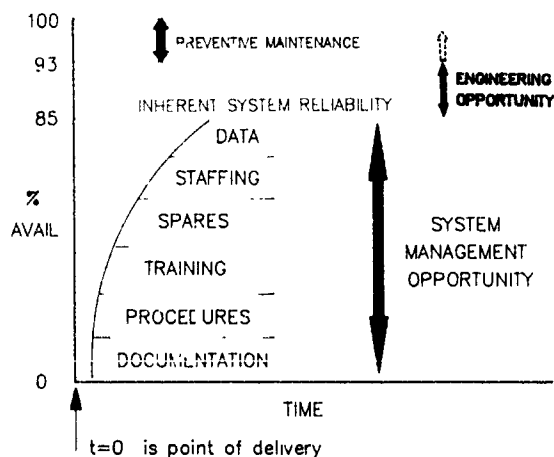 100
PREVENTIVE MAINTENANCE
93
ENGINEERING
OPPORTUNITY
INHERENT SYSTEM RELIABILITY
85
DATA
STAFFING
%
AVAIL
SPARES
SYSTEM
MANAGEMENT
OPPORTUNITY
TRAINING
PROCEDURES
DOCUMENTATION
0
TIME
t=0 is point of delivery